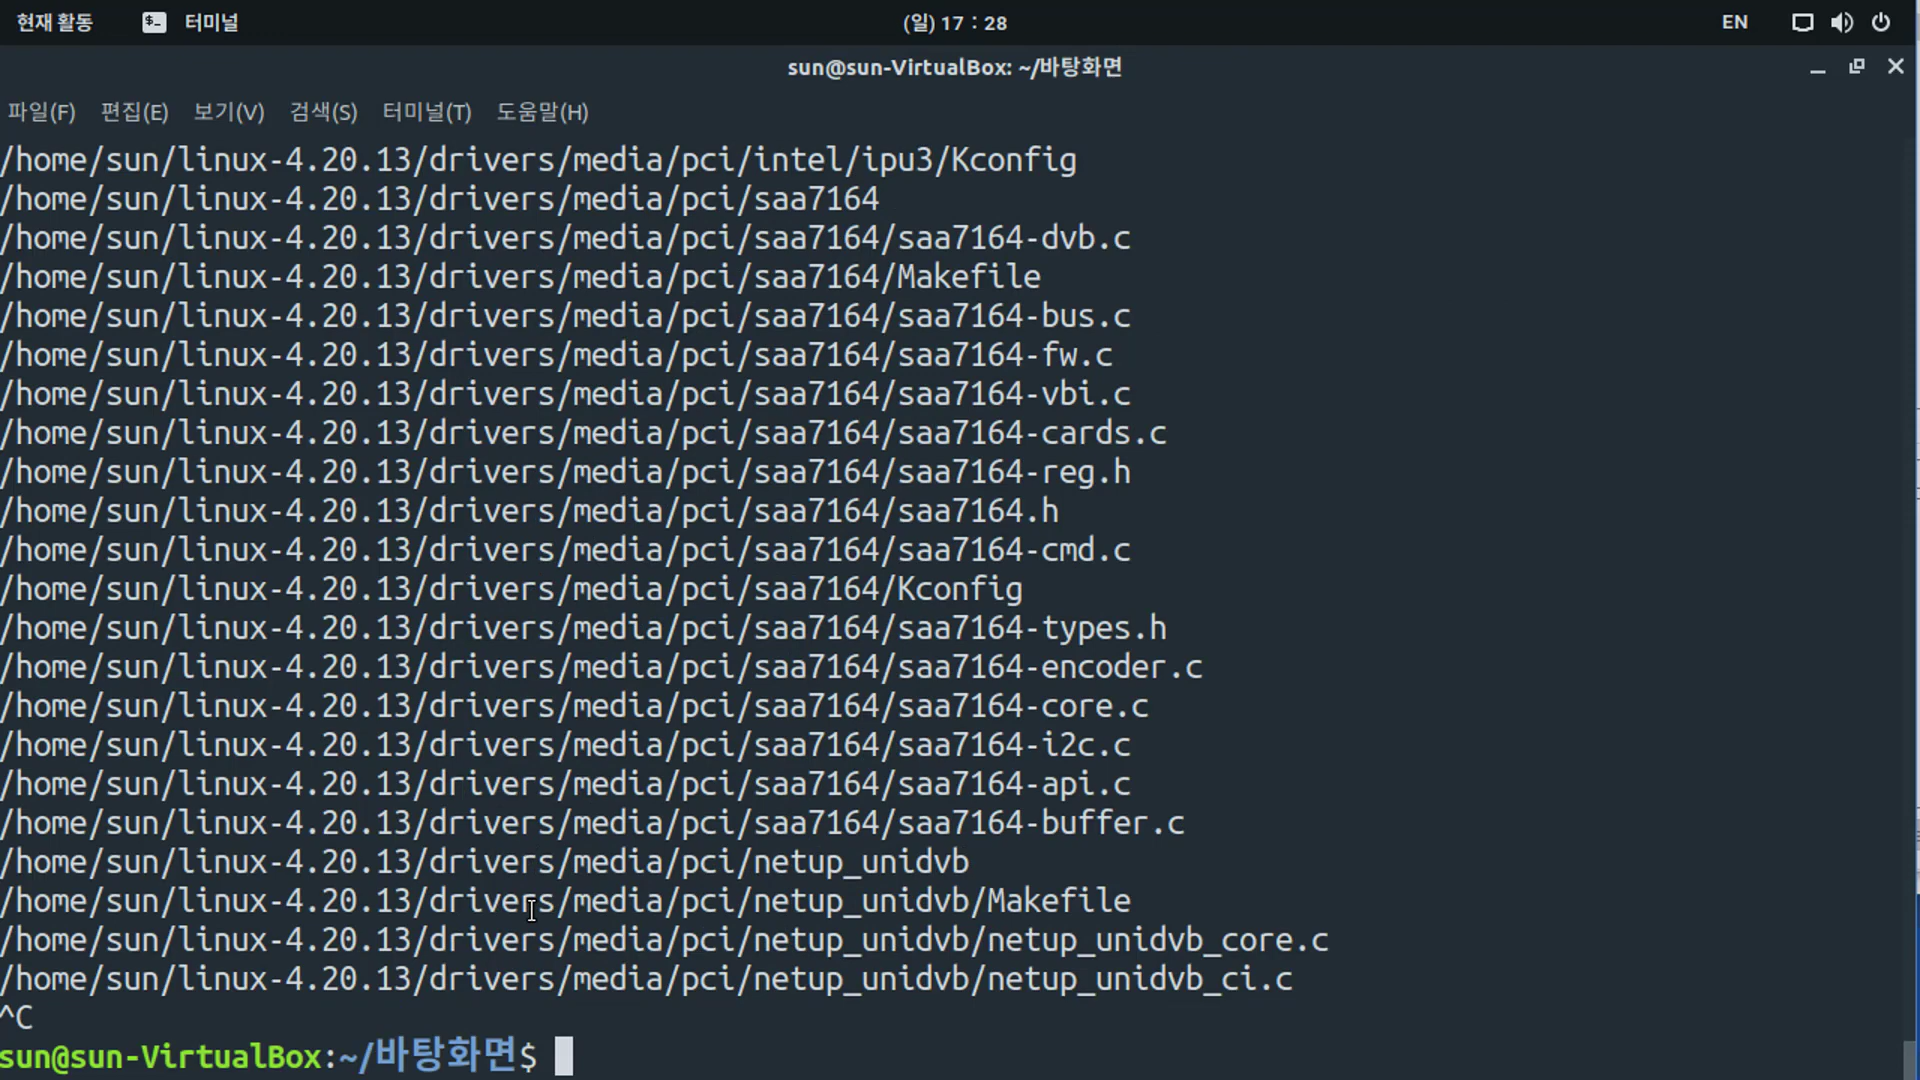 현재 활동 터미널 (일) 17 : 28 EN
sun@sun-VirtualBox: ~/바탕화면
파일(F) 편집(E) 보기(V) 검색(S) 터미널(T) 도움말(H)
/home/sun/linux-4.20.13/drivers/media/pci/intel/ipu3/Kconfig
/home/sun/linux-4.20.13/drivers/media/pci/saa7164
/home/sun/linux-4.20.13/drivers/media/pci/saa7164/saa7164-dvb.c
/home/sun/linux-4.20.13/drivers/media/pci/saa7164/Makefile
/home/sun/linux-4.20.13/drivers/media/pci/saa7164/saa7164-bus.c
/home/sun/linux-4.20.13/drivers/media/pci/saa7164/saa7164-fw.c
/home/sun/linux-4.20.13/drivers/media/pci/saa7164/saa7164-vbi.c
/home/sun/linux-4.20.13/drivers/media/pci/saa7164/saa7164-cards.c
/home/sun/linux-4.20.13/drivers/media/pci/saa7164/saa7164-reg.h
/home/sun/linux-4.20.13/drivers/media/pci/saa7164/saa7164.h
/home/sun/linux-4.20.13/drivers/media/pci/saa7164/saa7164-cmd.c
/home/sun/linux-4.20.13/drivers/media/pci/saa7164/Kconfig
/home/sun/linux-4.20.13/drivers/media/pci/saa7164/saa7164-types.h
/home/sun/linux-4.20.13/drivers/media/pci/saa7164/saa7164-encoder.c
/home/sun/linux-4.20.13/drivers/media/pci/saa7164/saa7164-core.c
/home/sun/linux-4.20.13/drivers/media/pci/saa7164/saa7164-i2c.c
/home/sun/linux-4.20.13/drivers/media/pci/saa7164/saa7164-api.c
/home/sun/linux-4.20.13/drivers/media/pci/saa7164/saa7164-buffer.c
/home/sun/linux-4.20.13/drivers/media/pci/netup_unidvb
/home/sun/linux-4.20.13/drivers/media/pci/netup_unidvb/Makefile
/home/sun/linux-4.20.13/drivers/media/pci/netup_unidvb/netup_unidvb_core.c
/home/sun/linux-4.20.13/drivers/media/pci/netup_unidvb/netup_unidvb_ci.c
^C
sun@sun-VirtualBox:~/바탕화면$